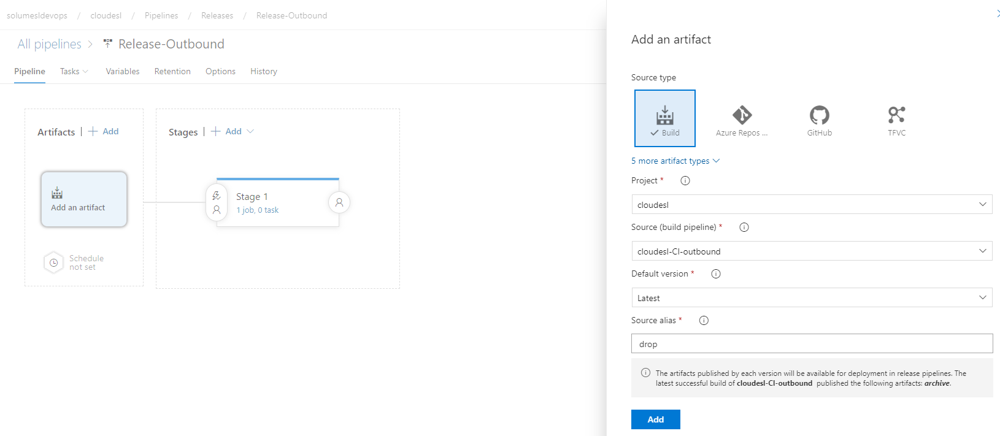 solumesldevops / cloudesl / Pipelines / Releases / Release-Outbound
All pipelines > Release-Outbound
Pipeline Tasks Variables Retention Options History
Artifacts | + Add
Stages | + Add
Add an artifact
Schedule
not set
Stage 1
1 job, 0 task
Add an artifact
Source type
Build
Azure Repos ...
GitHub
TFVC
5 more artifact types
Project *
cloudesl
Source (build pipeline) *
cloudesl-CI-outbound
Default version *
Latest
Source alias *
drop
The artifacts published by each version will be available for deployment in release pipelines. The
latest successful build of cloudesl-CI-outbound published the following artifacts: archive.
Add